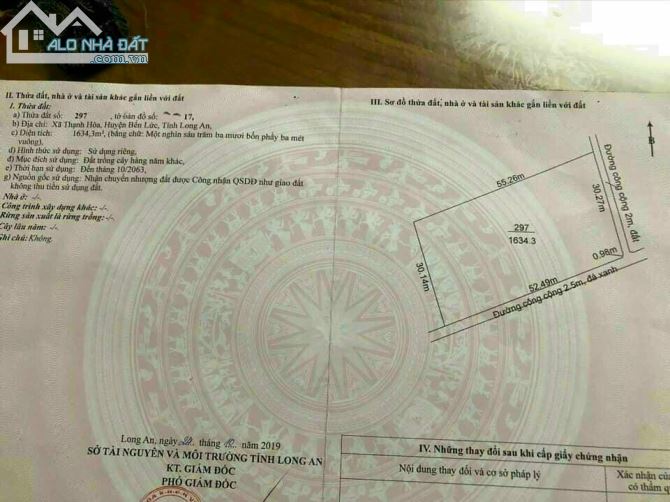 ALO NHÀ ĐẤT
.com.vn
II. Thửa đất, nhà ở và tài sản khác gắn liền với đất
1. Thửa đất:
a) Thửa đất số: 297, tờ bản đồ số: 17,
b) Địa chỉ: Xã Thạnh Hòa, Huyện Bến Lức, Tỉnh Long An,
c) Diện tích: 1634,3m², (bằng chữ: Một nghìn sáu trăm ba mươi bốn phẩy ba mét
vuông),
d) Hình thức sử dụng: Sử dụng riêng,
đ) Mục đích sử dụng: Đất trồng cây hàng năm khác,
e) Thời hạn sử dụng: Đến tháng 10/2063,
g) Nguồn gốc sử dụng: Nhận chuyển nhượng đất được Công nhận QSDĐ như giao đất
không thu tiền sử dụng đất.
Nhà ở: -/-
Công trình xây dựng khác: -/-
Rừng sản xuất là rừng trồng: -/-
Cây lâu năm: -/-
Ghi chú: Không.
Long An, ngày tháng 12 năm 2019
SỞ TÀI NGUYÊN VÀ MÔI TRƯỜNG TỈNH LONG AN
KT. GIÁM ĐỐC
PHÓ GIÁM ĐỐC
III. Sơ đồ thửa đất, nhà ở và tài sản khác gắn liền với đất
B
55.26m
30.27m
Đường công cộng 2m, đất
297
1634.3
30.14m
0.98m
52.49m
Đường công cộng 2.5m, đá xanh
IV. Những thay đổi sau khi cấp giấy chứng nhận
Nội dung thay đổi và cơ sở pháp lý
Xác nhận của
có thẩm